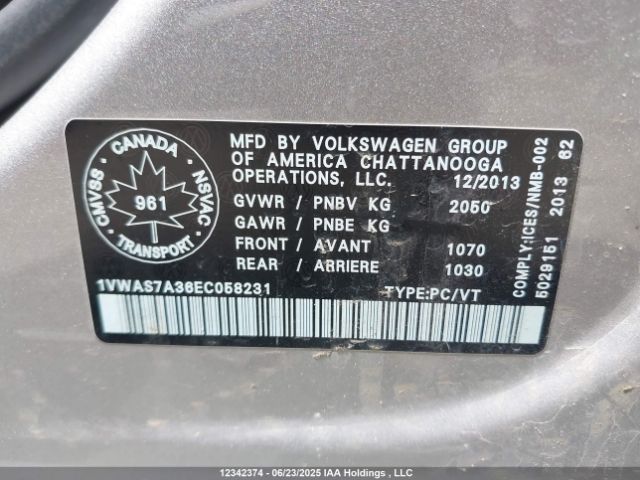 CANADA
CMVSS
NSVAC
961
TRANSPORT
MFD BY VOLKSWAGEN GROUP
OF AMERICA CHATTANOOGA
OPERATIONS, LLC. 12/2013
GVWR / PNBV KG 2050
GAWR / PNBE KG
FRONT / AVANT 1070
REAR / ARRIERE 1030
1VWAS7A36EC058231 TYPE:PC/VT
COMPLY:ICES/NMB-002
5029151 2013 62
12342374 - 06/23/2025 IAA Holdings , LLC